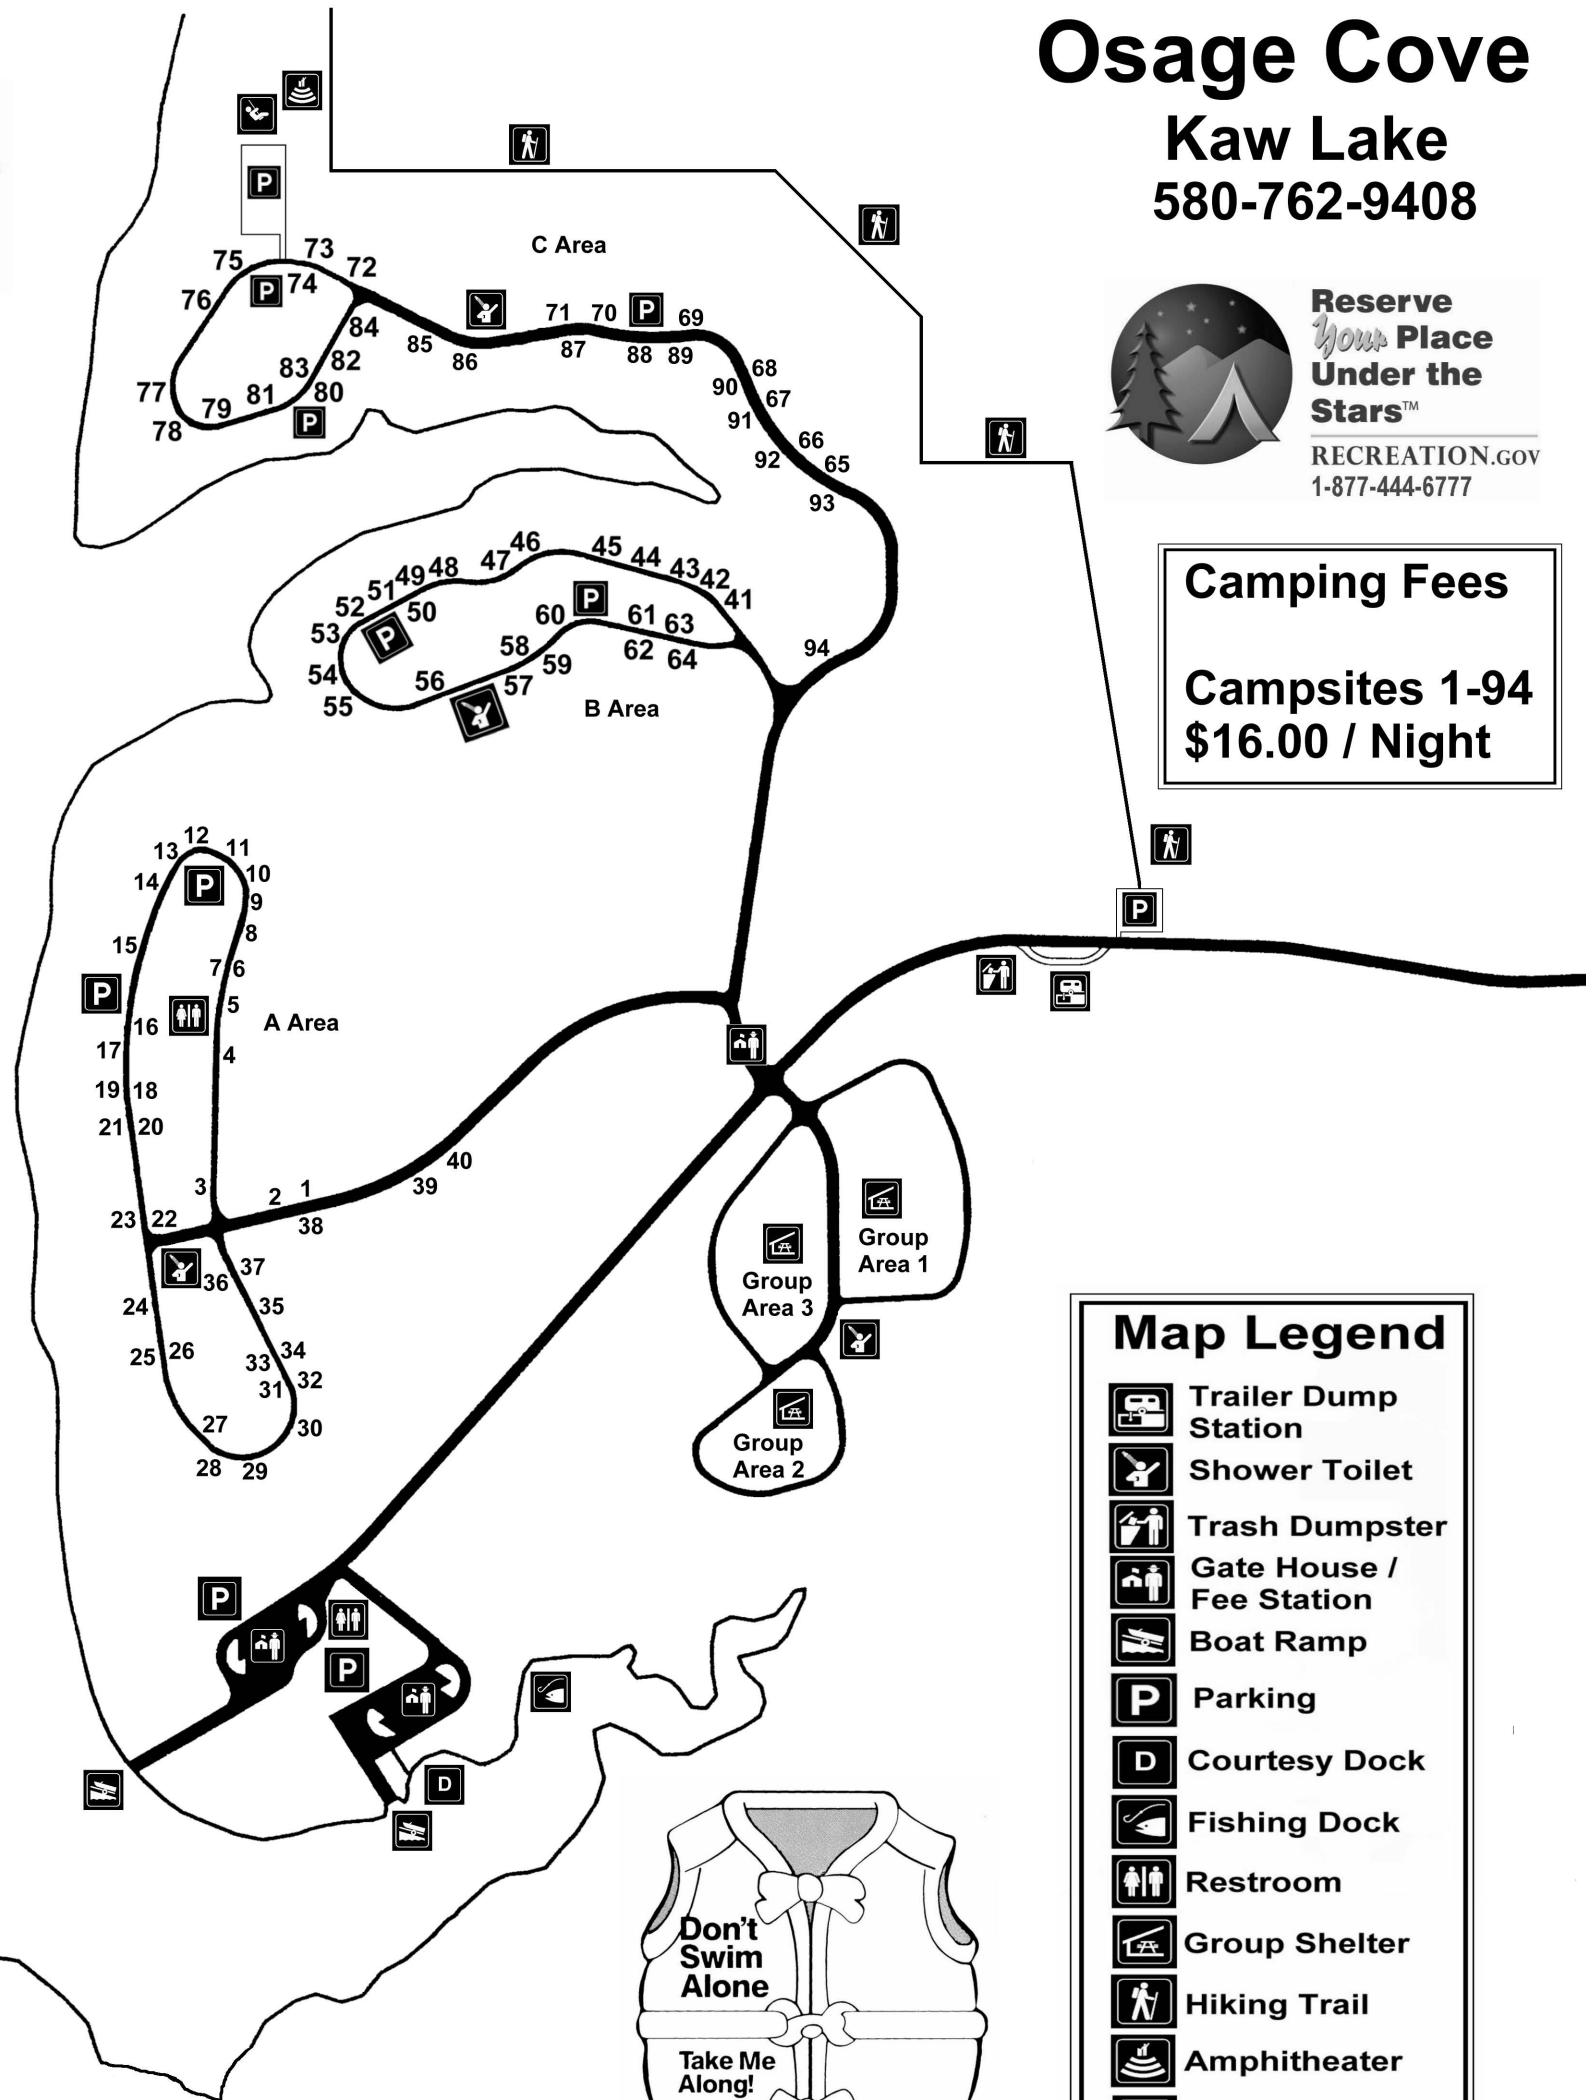 Osage Cove
Kaw Lake
580-762-9408
Reserve
Your Place
Under the
Stars™
RECREATION.GOV
1-877-444-6777
Camping Fees
Campsites 1-94
$16.00 / Night
C Area
P
75
73
72
76
P
74
84
85
86
71
70
P
69
87
88
89
77
83
82
81
80
79
78
P
68
90
67
91
66
92
65
93
46
45
44
43
42
41
47
48
49
51
50
52
53
P
54
55
56
60
P
61
63
58
59
62
64
57
94
B Area
12
13
11
14
P
10
9
8
15
7
6
P
16
5
A Area
17
4
19
18
21
20
3
2
1
40
39
23
22
38
37
36
24
35
25
26
34
33
32
31
27
30
28
29
P
Group
Area 1
Group
Area 3
Group
Area 2
P
P
D
Don't
Swim
Alone
Take Me
Along!
Map Legend
Trailer Dump
Station
Shower Toilet
Trash Dumpster
Gate House /
Fee Station
Boat Ramp
P Parking
D Courtesy Dock
Fishing Dock
Restroom
Group Shelter
Hiking Trail
Amphitheater